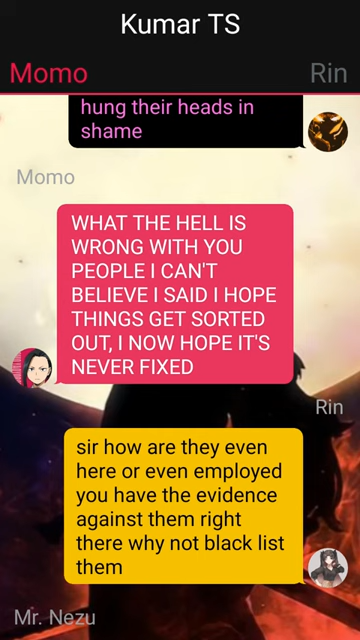 Kumar TS
Momo
Rin
hung their heads in
shame
Momo
WHAT THE HELL IS
WRONG WITH YOU
PEOPLE I CAN'T
BELIEVE I SAID I HOPE
THINGS GET SORTED
OUT, I NOW HOPE IT'S
NEVER FIXED
Rin
sir how are they even
here or even employed
you have the evidence
against them right
there why not black list
them
Mr. Nezu